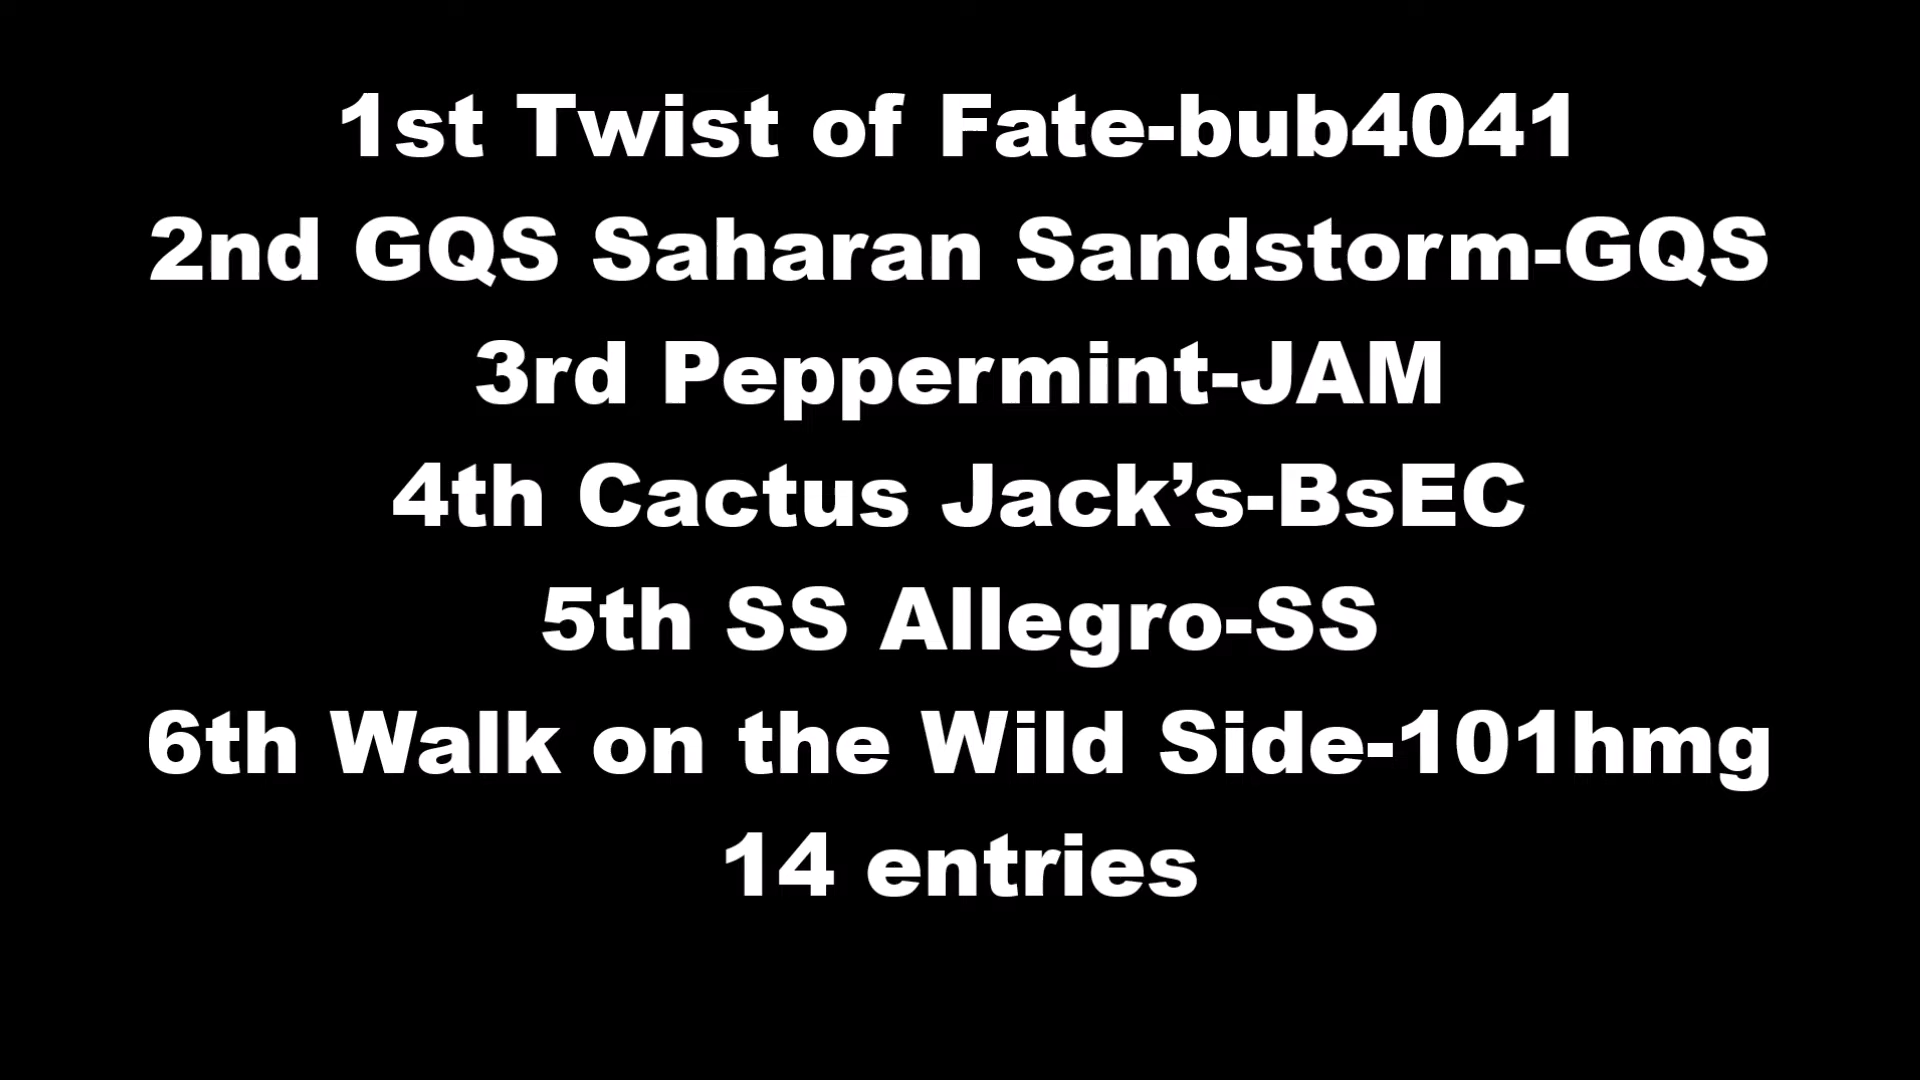 1st Twist of Fate-bub4041
2nd GQS Saharan Sandstorm-GQS
3rd Peppermint-JAM
4th Cactus Jack’s-BsEC
5th SS Allegro-SS
6th Walk on the Wild Side-101hmg
14 entries